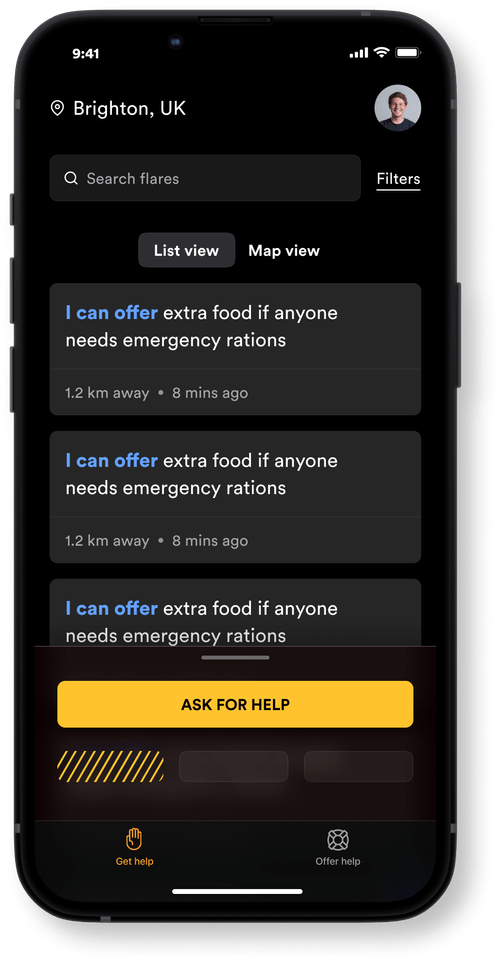 9:41
Brighton, UK
Search flares
Filters
List view
Map view
I can offer extra food if anyone
needs emergency rations
1.2 km away • 8 mins ago
I can offer extra food if anyone
needs emergency rations
1.2 km away • 8 mins ago
I can offer extra food if anyone
needs emergency rations
ASK FOR HELP
Get help
Offer help